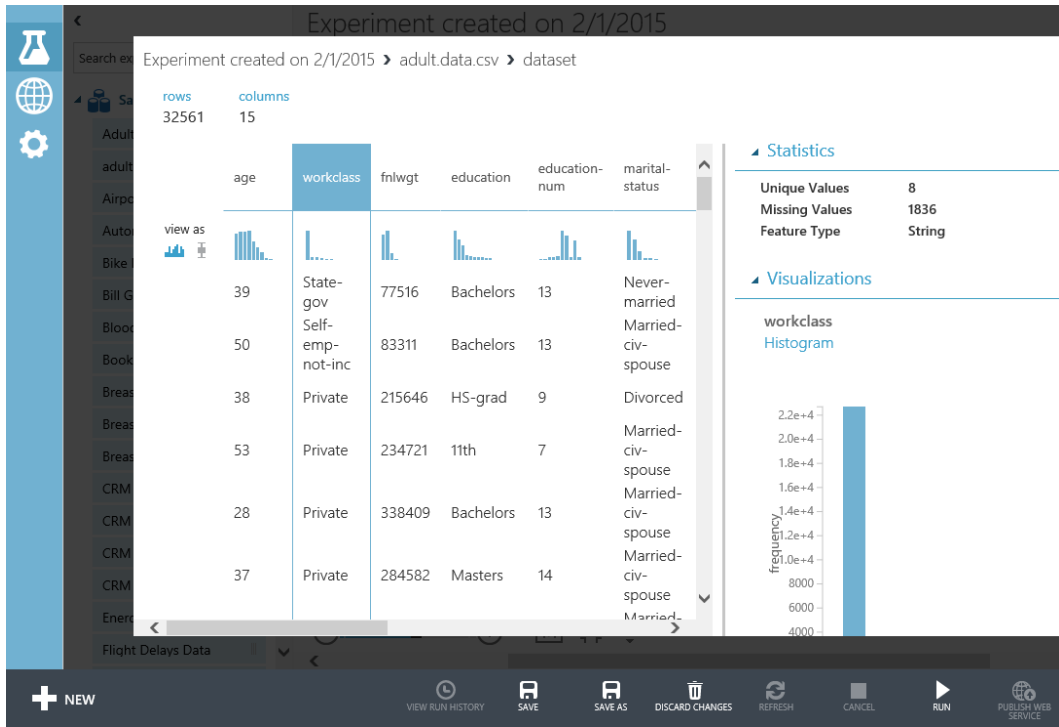 Experiment created on 2/1/2015
Search ex
Experiment created on 2/1/2015 > adult.data.csv > dataset
rows columns
32561 15
Sa
Adult
adult
Airpo
Auto
Bike
Bill G
Blood
Book
Breas
Breas
Breas
CRM
CRM
CRM
CRM
Energ
Flight Delays Data
age workclass fnlwgt education education-num marital-status
view as
39 State-gov 77516 Bachelors 13 Never-married
50 Self-emp-not-inc 83311 Bachelors 13 Married-civ-spouse
38 Private 215646 HS-grad 9 Divorced
53 Private 234721 11th 7 Married-civ-spouse
28 Private 338409 Bachelors 13 Married-civ-spouse
37 Private 284582 Masters 14 Married-civ-spouse
Married-
Statistics
Unique Values 8
Missing Values 1836
Feature Type String
Visualizations
workclass
Histogram
2.2e+4
2.0e+4
1.8e+4
1.6e+4
1.4e+4
1.2e+4
1.0e+4
8000
6000
4000
frequency
NEW
VIEW RUN HISTORY
SAVE
SAVE AS
DISCARD CHANGES
REFRESH
CANCEL
RUN
PUBLISH WEB
SERVICE